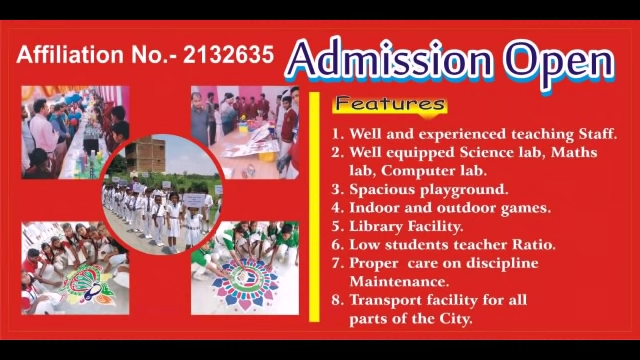 Affiliation No.- 2132635
Admission Open
Features
1. Well and experienced teaching Staff.
2. Well equipped Science lab, Maths
lab, Computer lab.
3. Spacious playground.
4. Indoor and outdoor games.
5. Library Facility.
6. Low students teacher Ratio.
7. Proper care on discipline
Maintenance.
8. Transport facility for all
parts of the City.